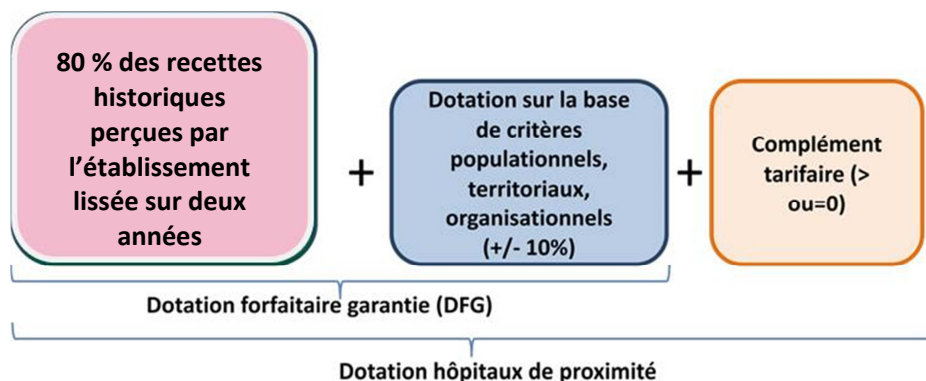 80 % des recettes
historiques
perçues par
l’établissement
lissée sur deux
années
+
Dotation sur la base
de critères
populationnels,
territoriaux,
organisationnels
(+/- 10%)
+
Complément
tarifaire (>
ou=0)
Dotation forfaitaire garantie (DFG)
Dotation hôpitaux de proximité